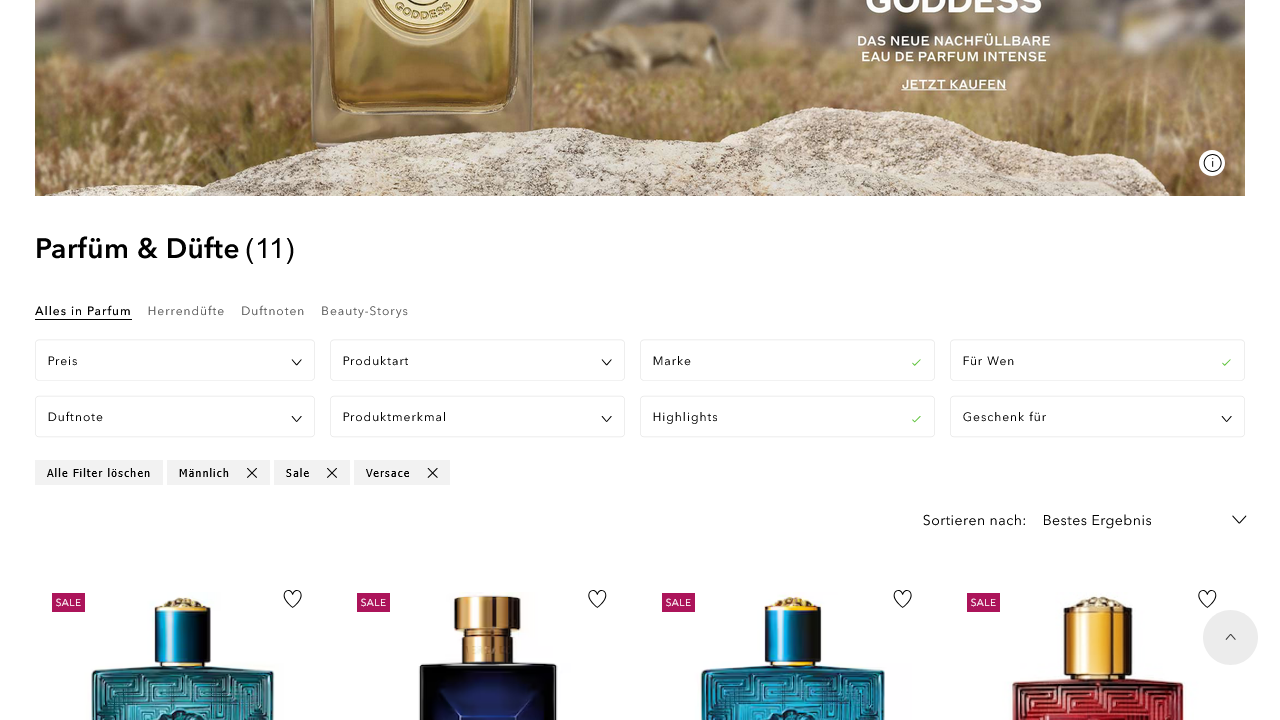 GODDESS
GODDESS
DAS NEUE NACHFÜLLBARE
EAU DE PARFUM INTENSE
JETZT KAUFEN
Parfüm & Düfte (11)
Alles in Parfum Herrendüfte Duftnoten Beauty-Storys
Preis Produktart Marke Für Wen
Duftnote Produktmerkmal Highlights Geschenk für
Alle Filter löschen Männlich Sale Versace
Sortieren nach: Bestes Ergebnis
SALE SALE SALE SALE